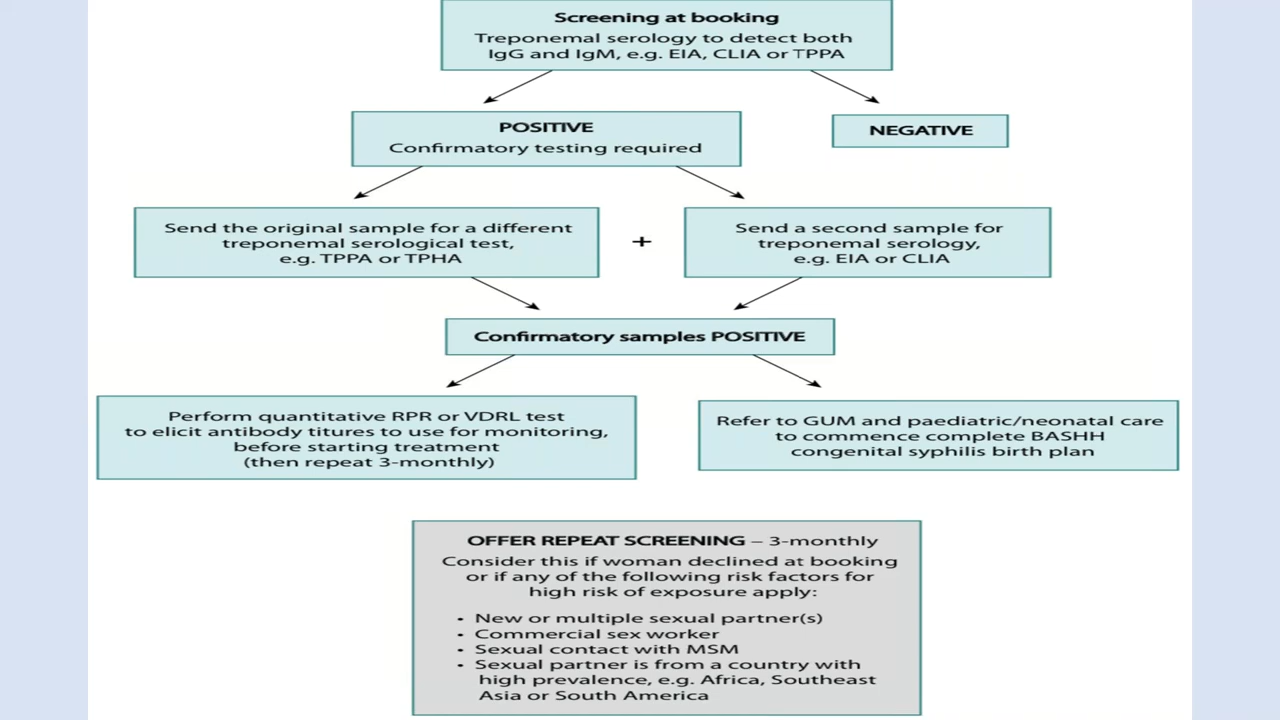 Screening at booking
Treponemal serology to detect both
IgG and IgM, e.g. EIA, CLIA or TPPA
POSITIVE
Confirmatory testing required
NEGATIVE
Send the original sample for a different
treponemal serological test,
e.g. TPPA or TPHA
+
Send a second sample for
treponemal serology,
e.g. EIA or CLIA
Confirmatory samples POSITIVE
Perform quantitative RPR or VDRL test
to elicit antibody titures to use for monitoring,
before starting treatment
(then repeat 3-monthly)
Refer to GUM and paediatric/neonatal care
to commence complete BASHH
congenital syphilis birth plan
OFFER REPEAT SCREENING – 3-monthly
Consider this if woman declined at booking
or if any of the following risk factors for
high risk of exposure apply:
• New or multiple sexual partner(s)
• Commercial sex worker
• Sexual contact with MSM
• Sexual partner is from a country with
high prevalence, e.g. Africa, Southeast
Asia or South America